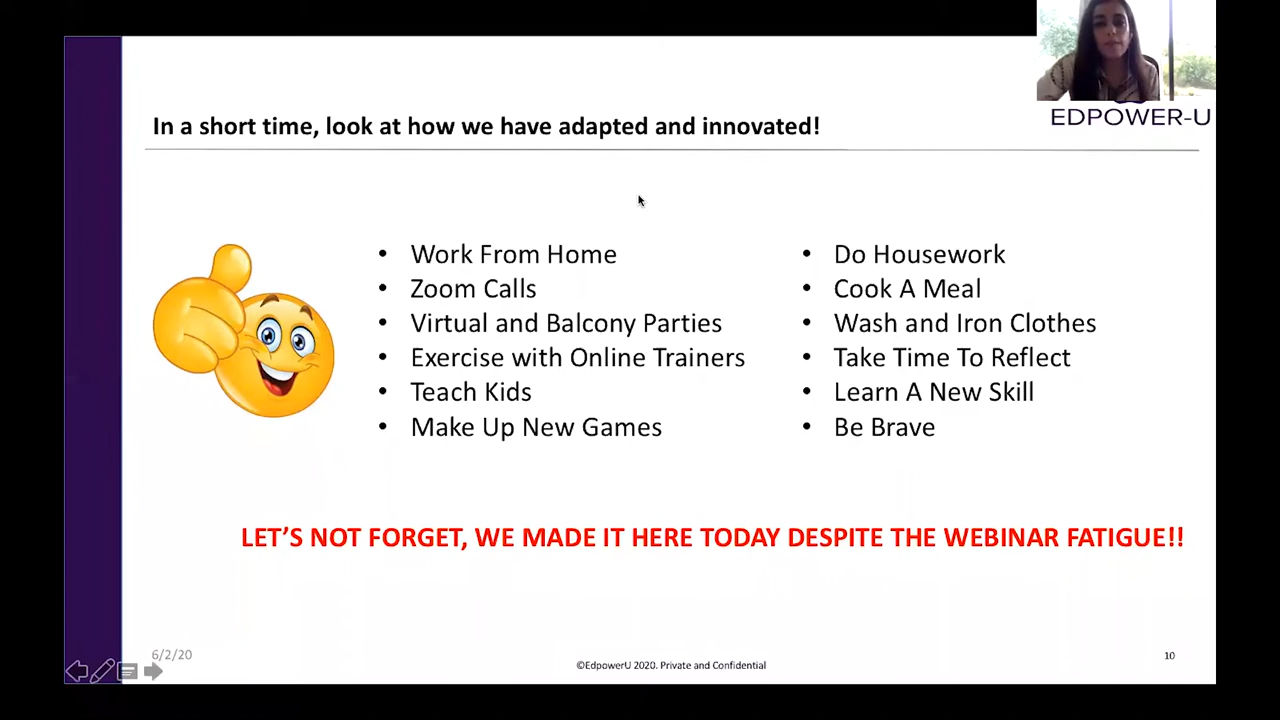 EDPOWER-U
In a short time, look at how we have adapted and innovated!
• Work From Home
• Zoom Calls
• Virtual and Balcony Parties
• Exercise with Online Trainers
• Teach Kids
• Make Up New Games
• Do Housework
• Cook A Meal
• Wash and Iron Clothes
• Take Time To Reflect
• Learn A New Skill
• Be Brave
LET’S NOT FORGET, WE MADE IT HERE TODAY DESPITE THE WEBINAR FATIGUE!!
6/2/20
©EdpowerU 2020. Private and Confidential
10